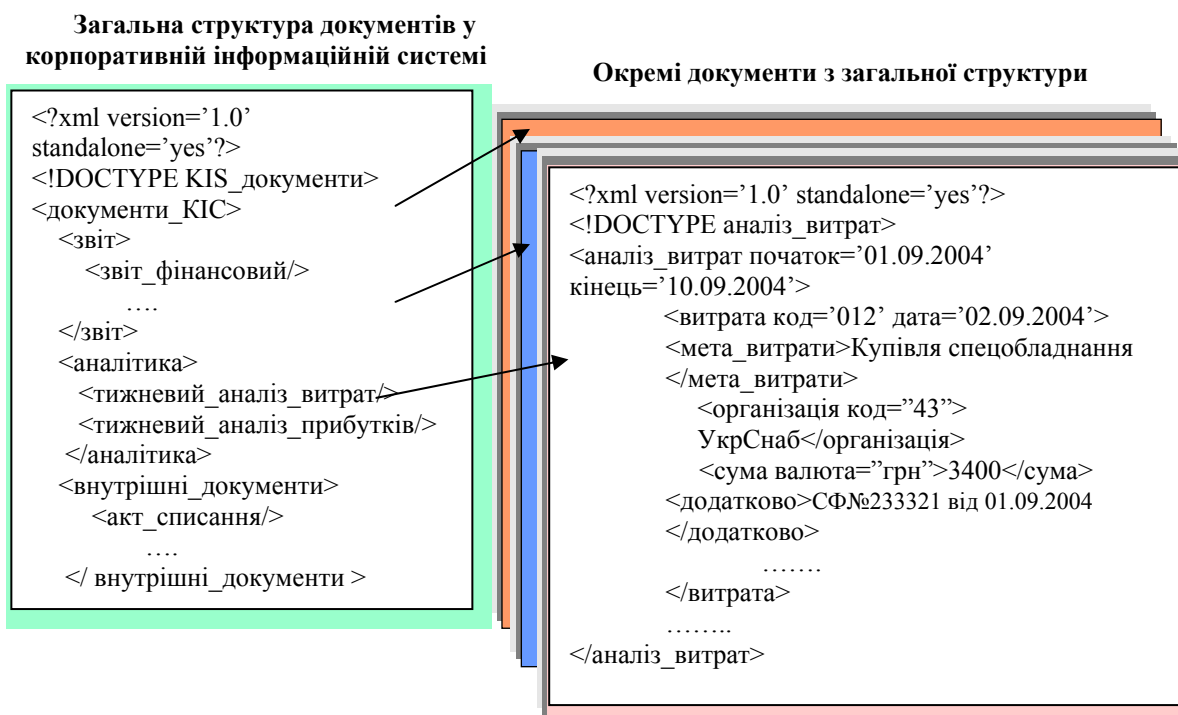 Загальна структура документів у
корпоративній інформаційній системі
<?xml version=’1.0’
standalone=’yes’?>
<!DOCTYPE KIS_документи>
<документи_КІС>
<звіт>
<звіт_фінансовий/>
….
</звіт>
<аналітика>
<тижневий_аналіз_витрат/>
<тижневий_аналіз_прибутків/>
</аналітика>
<внутрішні_документи>
<акт_списання/>
….
</ внутрішні_документи >
Окремі документи з загальної структури
<?xml version=’1.0’ standalone=’yes’?>
<!DOCTYPE аналіз_витрат>
<аналіз_витрат початок=’01.09.2004’
кінець=’10.09.2004’>
<витрата код=’012’ дата=’02.09.2004’>
<мета_витрати>Купівля спецобладнання
</мета_витрати>
<організація код=”43”>
УкрСнаб</організація>
<сума валюта=”грн”>3400</сума>
<додатково>СФ№233321 від 01.09.2004
</додатково>
…….
</витрата>
……..
</аналіз_витрат>